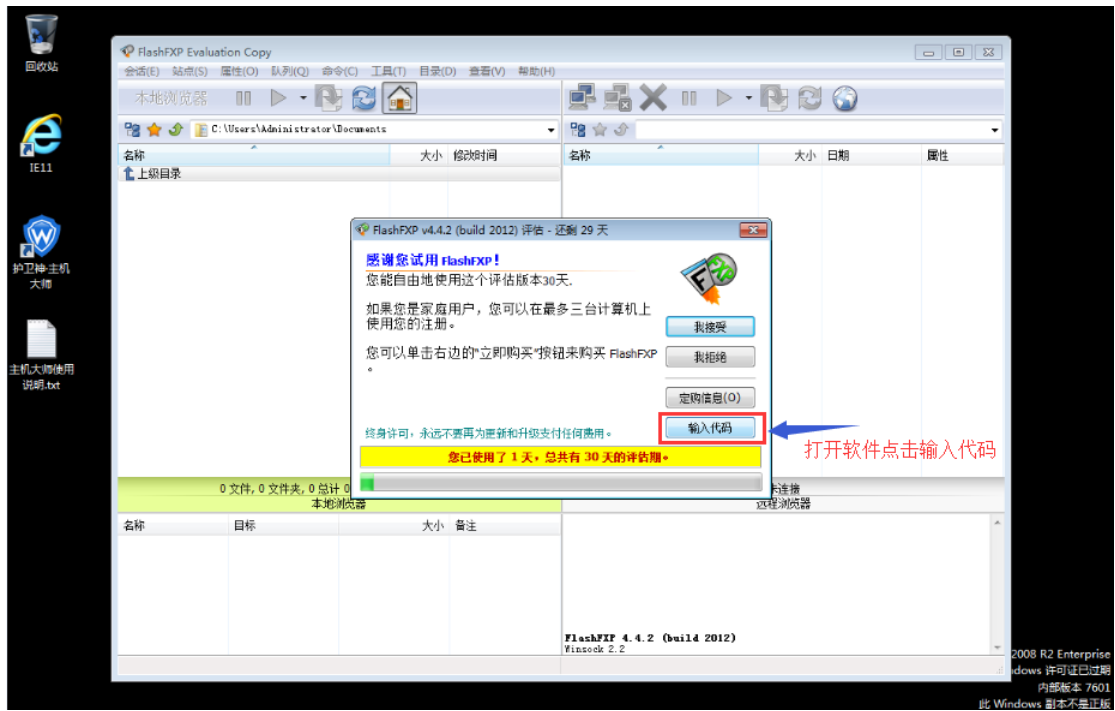 回收站
IE11
护卫神·主机
大师
主机大师使用
说明.txt
FlashFXP Evaluation Copy
会话(E) 站点(S) 属性(O) 队列(Q) 命令(C) 工具(T) 目录(D) 查看(V) 帮助(H)
本地浏览器
C:\Users\Administrator\Documents
名称 大小 修改时间
名称 大小 日期 属性
上级目录
FlashFXP v4.4.2 (build 2012) 评估 - 还剩 29 天
感谢您试用 FlashFXP!
您能自由地使用这个评估版本30天.
如果您是家庭用户，您可以在最多三台计算机上
使用您的注册。
您可以单击右边的"立即购买"按钮来购买 FlashFXP
。
我接受
我拒绝
定购信息(O)
输入代码
终身许可，永远不要再为更新和升级支付任何费用。
您已使用了 1 天，总共有 30 天的评估期。
打开软件点击输入代码
0 文件, 0 文件夹, 0 总计 0
本地浏览器
未连接
远程浏览器
名称 目标 大小 备注
FlashFXP 4.4.2 (build 2012)
Winsock 2.2
2008 R2 Enterprise
ndows 许可证已过期
内部版本 7601
此 Windows 副本不是正版